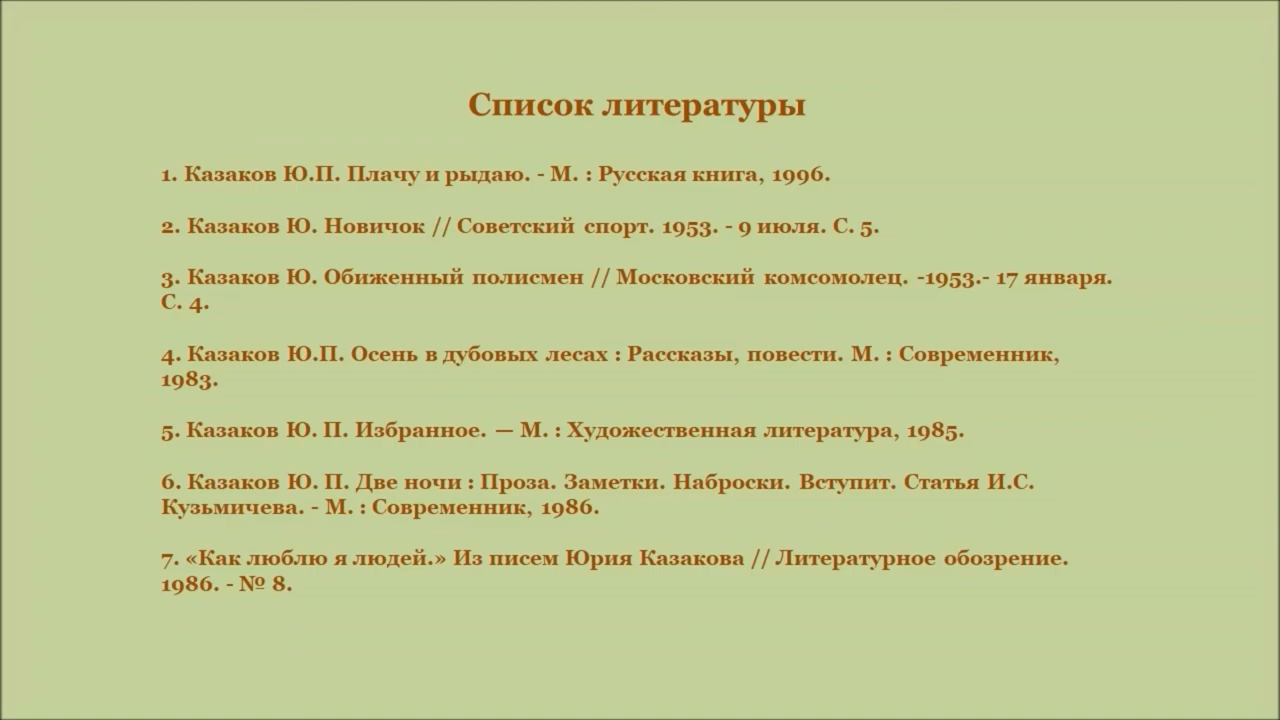 Список литературы
1. Казаков Ю.П. Плачу и рыдаю. - М. : Русская книга, 1996.
2. Казаков Ю. Новичок // Советский спорт. 1953. - 9 июля. С. 5.
3. Казаков Ю. Обиженный полисмен // Московский комсомолец. -1953.- 17 января.
С. 4.
4. Казаков Ю.П. Осень в дубовых лесах : Рассказы, повести. М. : Современник,
1983.
5. Казаков Ю. П. Избранное. — М. : Художественная литература, 1985.
6. Казаков Ю. П. Две ночи : Проза. Заметки. Наброски. Вступит. Статья И.С.
Кузьмичева. - М. : Современник, 1986.
7. «Как люблю я людей.» Из писем Юрия Казакова // Литературное обозрение.
1986. - № 8.